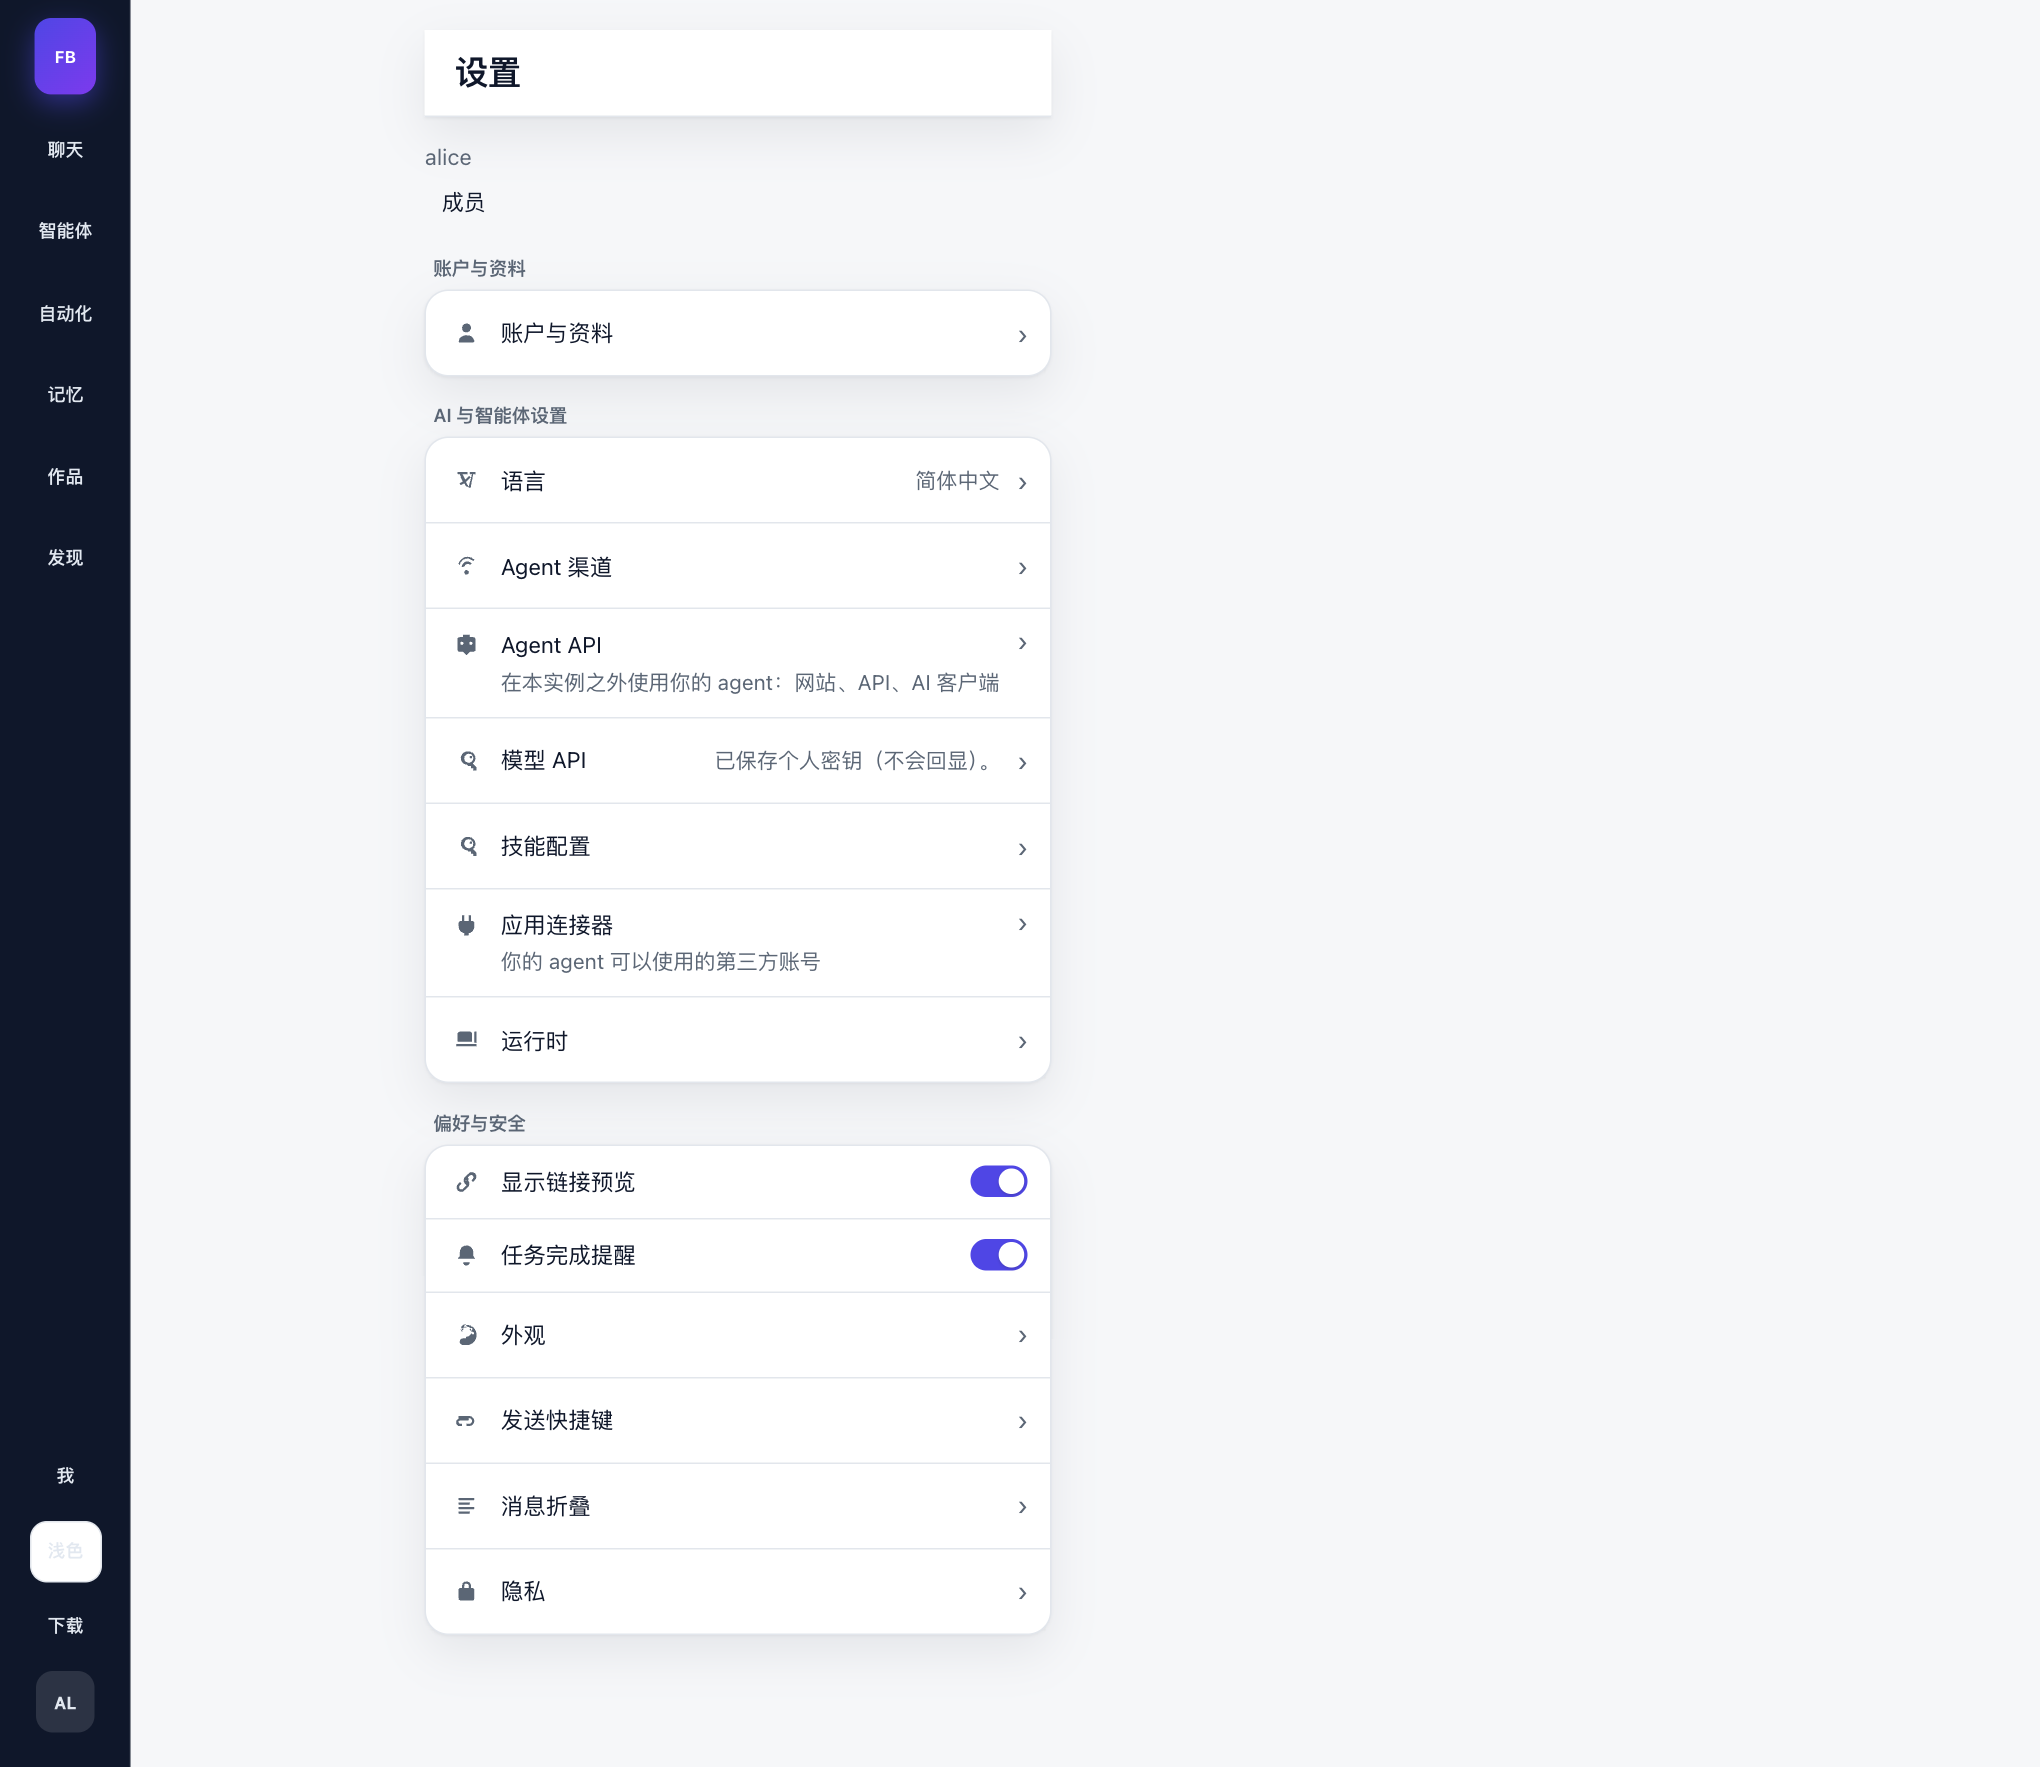 FB
聊天
智能体
自动化
记忆
作品
发现
我
浅色
下载
AL
设置
alice
成员
账户与资料
账户与资料
AI 与智能体设置
语言 简体中文
Agent 渠道
Agent API
在本实例之外使用你的 agent：网站、API、AI 客户端
模型 API 已保存个人密钥（不会回显）。
技能配置
应用连接器
你的 agent 可以使用的第三方账号
运行时
偏好与安全
显示链接预览
任务完成提醒
外观
发送快捷键
消息折叠
隐私